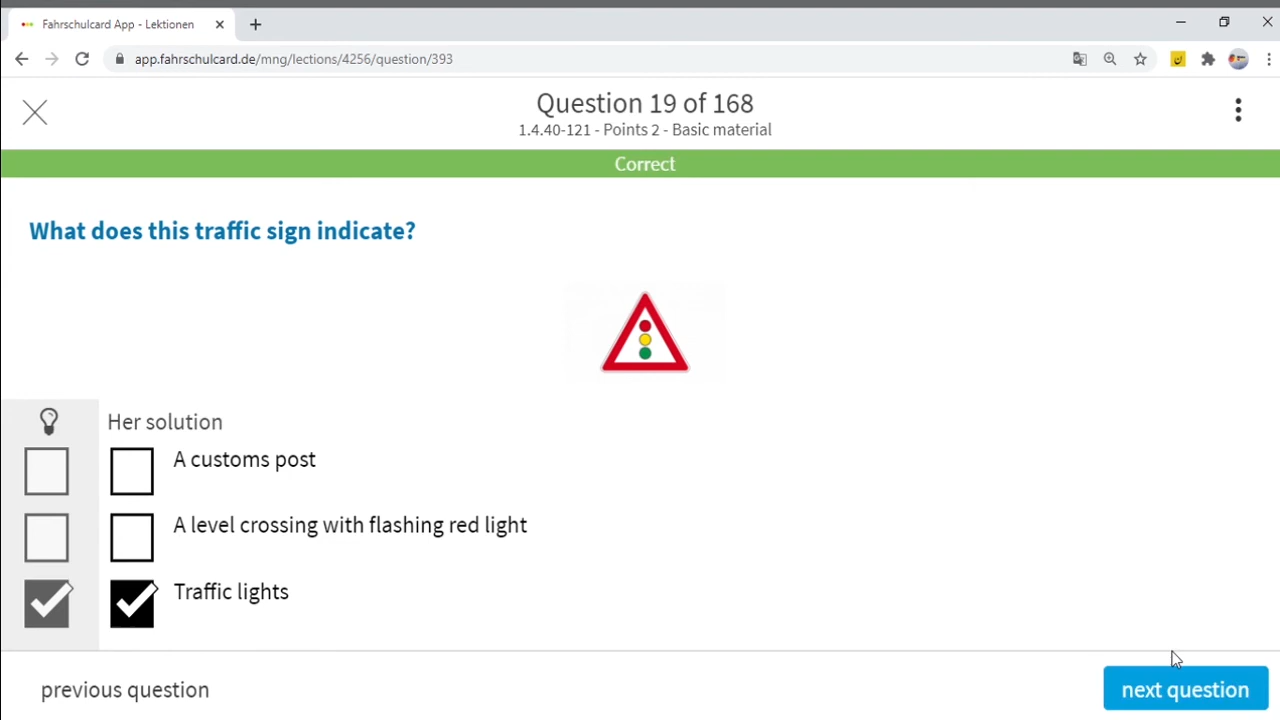 Fahrschulcard App - Lektionen
app.fahrschulcard.de/mng/lections/4256/question/393
Question 19 of 168
1.4.40-121 - Points 2 - Basic material
Correct
What does this traffic sign indicate?
Her solution
A customs post
A level crossing with flashing red light
Traffic lights
previous question
next question